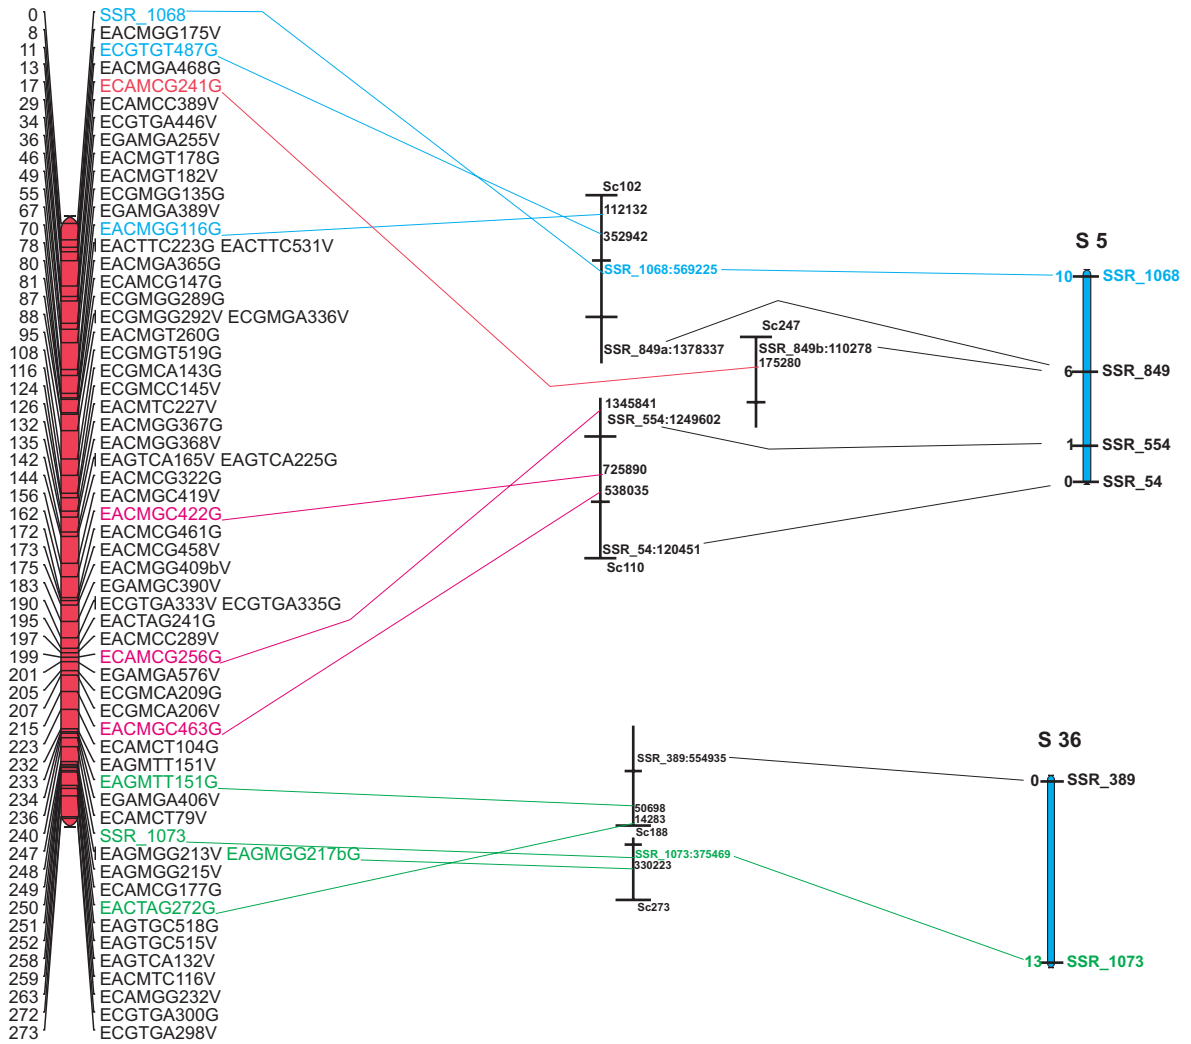 0 SSR_1068
8 EACMGG175V
11 ECGTGT487G
13 EACMGA468G
17 ECAMCG241G
29 ECAMCC389V
34 ECGTGA446V
36 EGAMGA255V
46 EACMGT178G
49 EACMGT182V
55 ECGMGG135G
67 EGAMGA389V
70 EACMGG116G
78 EACTTC223G EACTTC531V
80 EACMGA365G
81 EACMCG147G
87 ECGMGG289G
88 ECGMGG292V ECGMGA336V
95 EACMGT260G
108 ECGMGT519G
116 ECGMCA143G
124 ECGMCC145V
126 EACMTC227V
132 EACMGG367G
135 EACMGG368V
142 EAGTCA165V EAGTCA225G
144 EACMCG322G
156 EACMGC419V
162 EACMGC422G
172 EACMCG461G
173 EACMCG458V
175 EACMGG409bV
183 EGAMGC390V
190 ECGTGA333V ECGTGA335G
195 EACTAG241G
197 EACMCC289V
199 ECAMCG256G
201 EGAMGA576V
205 ECGMCA209G
207 ECGMCA206V
215 EACMGC463G
223 ECAMCT104G
232 EAGMTT151V
233 EAGMTT151G
234 EGAMGA406V
236 ECAMCT79V
240 SSR_1073
247 EAGMGG213V EAGMGG217bG
248 EAGMGG215V
249 ECAMCG177G
250 EACTAG272G
251 EAGTGC518G
252 EAGTGC515V
258 EAGTCA132V
259 EACMTC116V
263 ECAMGG232V
272 ECGTGA300G
273 ECGTGA298V
Sc102
112132
352942
SSR_1068:569225
SSR_849a:1378337
Sc247
SSR_849b:110278
175280
1345841
SSR_554:1249602
725890
538035
SSR_54:120451
Sc110
S 5
10 SSR_1068
6 SSR_849
1 SSR_554
0 SSR_54
SSR_389:554935
50698
14283
Sc188
SSR_1073:375469
330223
Sc273
S 36
0 SSR_389
13 SSR_1073